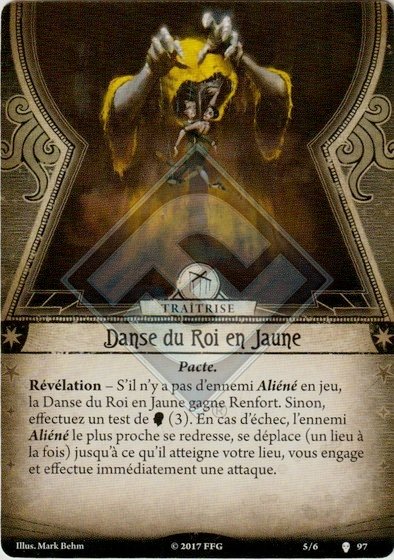 TRAÎTRISE
Danse du Roi en Jaune
Pacte.
Révélation – S'il n'y a pas d'ennemi Aliéné en jeu,
la Danse du Roi en Jaune gagne Renfort. Sinon,
effectuez un test de (3). En cas d'échec, l'ennemi
Aliéné le plus proche se redresse, se déplace (un lieu à
la fois) jusqu'à ce qu'il atteigne votre lieu, vous engage
et effectue immédiatement une attaque.
®
Illus. Mark Behm © 2017 FFG 5/6 97